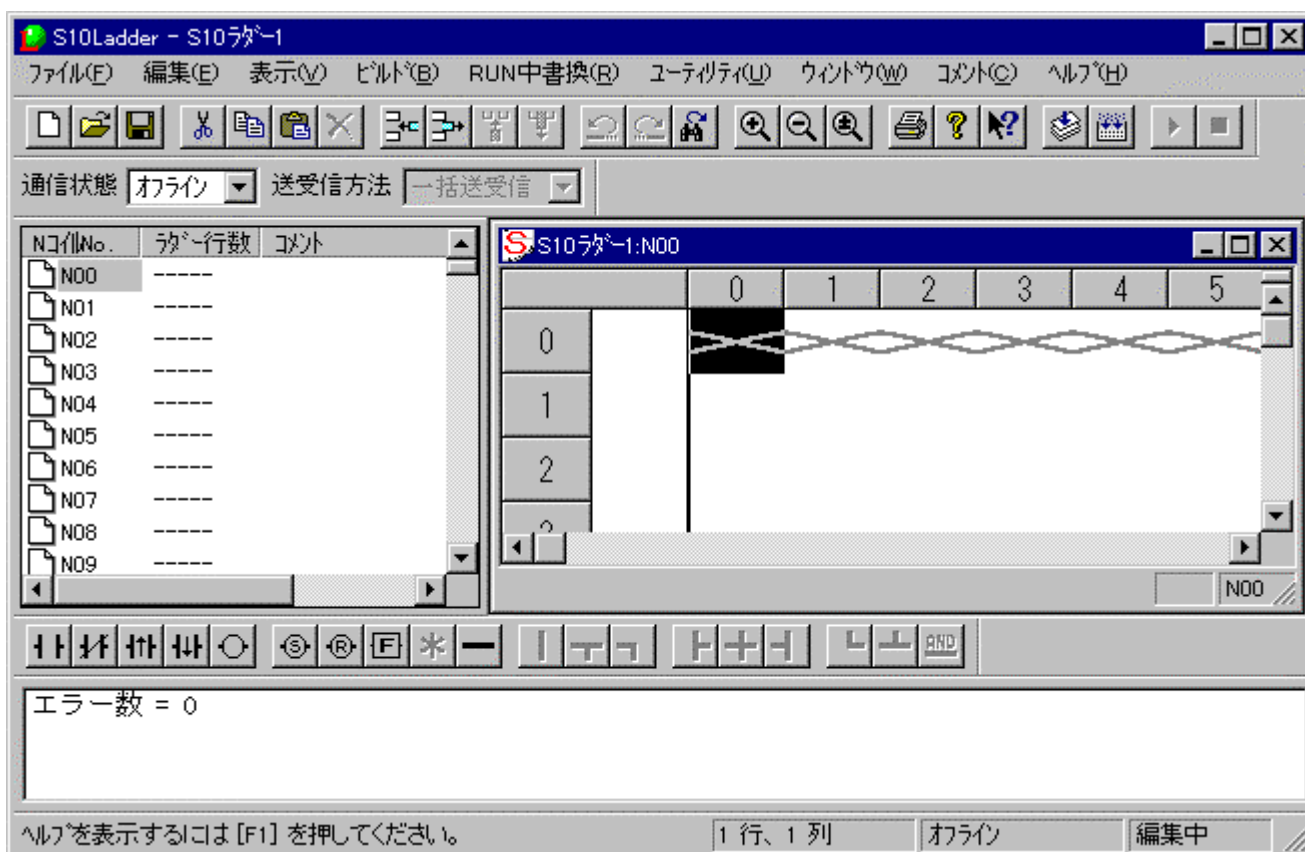 S10Ladder - S10ﾗﾀﾞｰ1
ﾌｧｲﾙ(F) 編集(E) 表示(V) ﾋﾞﾙﾄﾞ(B) RUN中書換(R) ﾕｰﾃｨﾘﾃｨ(U) ｳｨﾝﾄﾞｳ(W) ｺﾒﾝﾄ(C) ﾍﾙﾌﾟ(H)
通信状態 ｵﾌﾗｲﾝ 送受信方法 一括送受信
NｺｲﾙNo. ﾗﾀﾞｰ行数 ｺﾒﾝﾄ
N00 -----
N01 -----
N02 -----
N03 -----
N04 -----
N05 -----
N06 -----
N07 -----
N08 -----
N09 -----
S10ﾗﾀﾞｰ1:N00
0 1 2 3 4 5
0
1
2
N00
S R F AND
エラー数 = 0
ﾍﾙﾌﾟを表示するには [F1] を押してください。 1 行、1 列 ｵﾌﾗｲﾝ 編集中